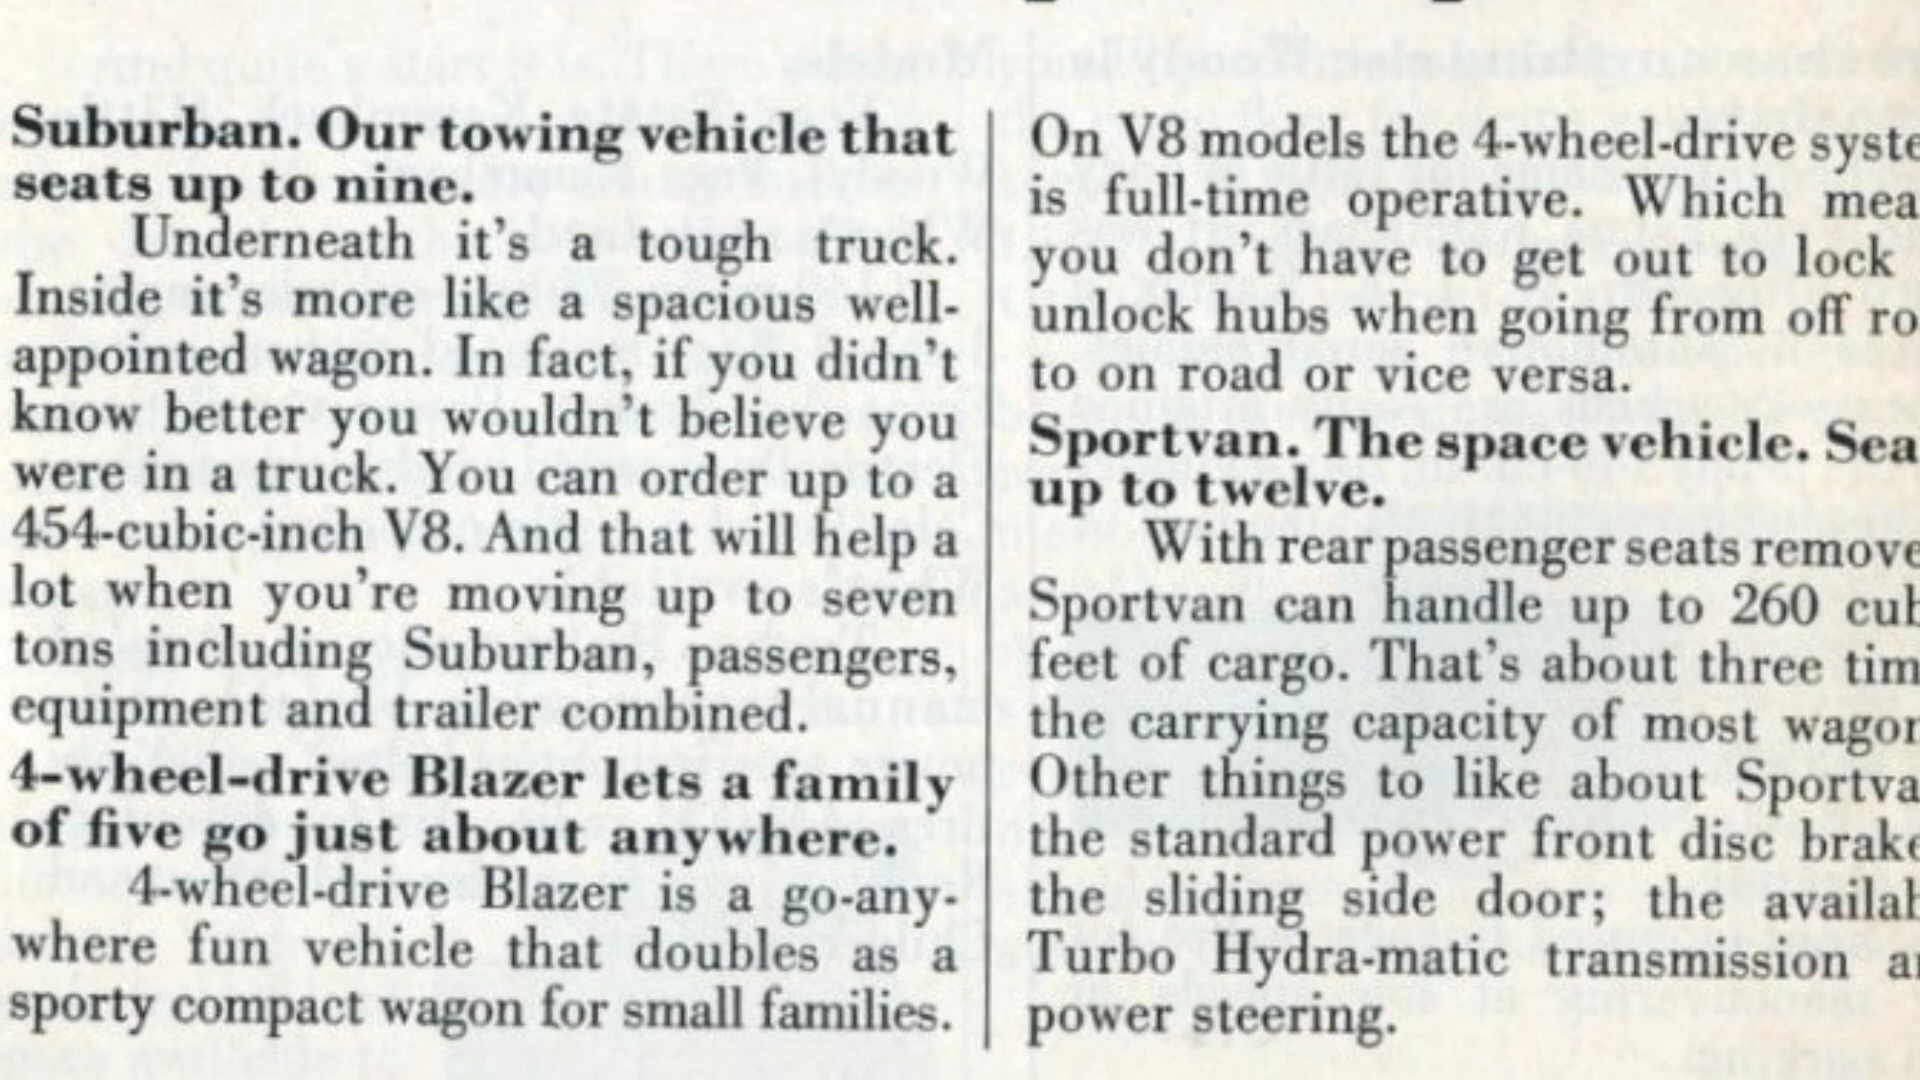 Suburban. Our towing vehicle that
seats up to nine.
Underneath it's a tough truck.
Inside it's more like a spacious well-
appointed wagon. In fact, if you didn't
know better you wouldn't believe you
were in a truck. You can order up to a
454-cubic-inch V8. And that will help a
lot when you're moving up to seven
tons including Suburban, passengers,
equipment and trailer combined.
4-wheel-drive Blazer lets a family
of five go just about anywhere.
4-wheel-drive Blazer is a go-any-
where fun vehicle that doubles as a
sporty compact wagon for small families.
On V8 models the 4-wheel-drive syste
is full-time operative. Which mea
you don't have to get out to lock
unlock hubs when going from off ro
to on road or vice versa.
Sportvan. The space vehicle. Sea
up to twelve.
With rear passenger seats remove
Sportvan can handle up to 260 cub
feet of cargo. That's about three tim
the carrying capacity of most wagon
Other things to like about Sportva
the standard power front disc brake
the sliding side door; the availab
Turbo Hydra-matic transmission an
power steering.